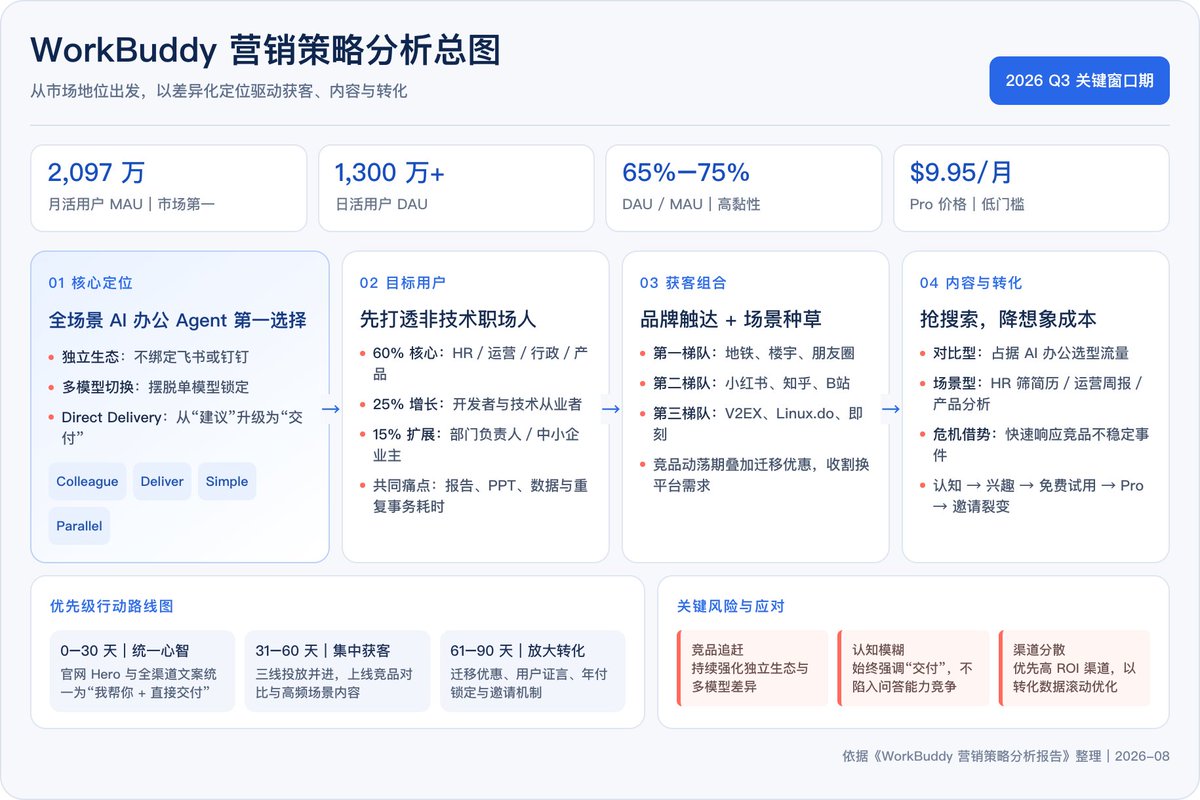 WorkBuddy 营销策略分析总图
从市场地位出发，以差异化定位驱动获客、内容与转化
2026 Q3 关键窗口期
2,097 万
月活用户 MAU｜市场第一
1,300 万+
日活用户 DAU
65%—75%
DAU / MAU｜高黏性
$9.95/月
Pro 价格｜低门槛
01 核心定位
全场景 AI 办公 Agent 第一选择
独立生态：不绑定飞书或钉钉
多模型切换：摆脱单模型锁定
Direct Delivery：从“建议”升级为“交
付”
Colleague
Deliver
Simple
Parallel
02 目标用户
先打透非技术职场人
60% 核心：HR / 运营 / 行政 / 产
品
25% 增长：开发者与技术从业者
15% 扩展：部门负责人 / 中小企
业主
共同痛点：报告、PPT、数据与重
复事务耗时
03 获客组合
品牌触达 + 场景种草
第一梯队：地铁、楼宇、朋友圈
第二梯队：小红书、知乎、B站
第三梯队：V2EX、Linux.do、即
刻
竞品动荡期叠加迁移优惠，收割换
平台需求
04 内容与转化
抢搜索，降想象成本
对比型：占据 AI 办公选型流量
场景型：HR 筛简历 / 运营周报 /
产品分析
危机借势：快速响应竞品不稳定事
件
认知 → 兴趣 → 免费试用 → Pro
→ 邀请裂变
优先级行动路线图
0—30 天｜统一心智
官网 Hero 与全渠道文案统
一为“我帮你 + 直接交付”
31—60 天｜集中获客
三线投放并进，上线竞品对
比与高频场景内容
61—90 天｜放大转化
迁移优惠、用户证言、年付
锁定与邀请机制
关键风险与应对
竞品追赶
持续强化独立生态与
多模型差异
认知模糊
始终强调“交付”，不
陷入问答能力竞争
渠道分散
优先高 ROI 渠道，以
转化数据滚动优化
依据《WorkBuddy 营销策略分析报告》整理｜2026-08